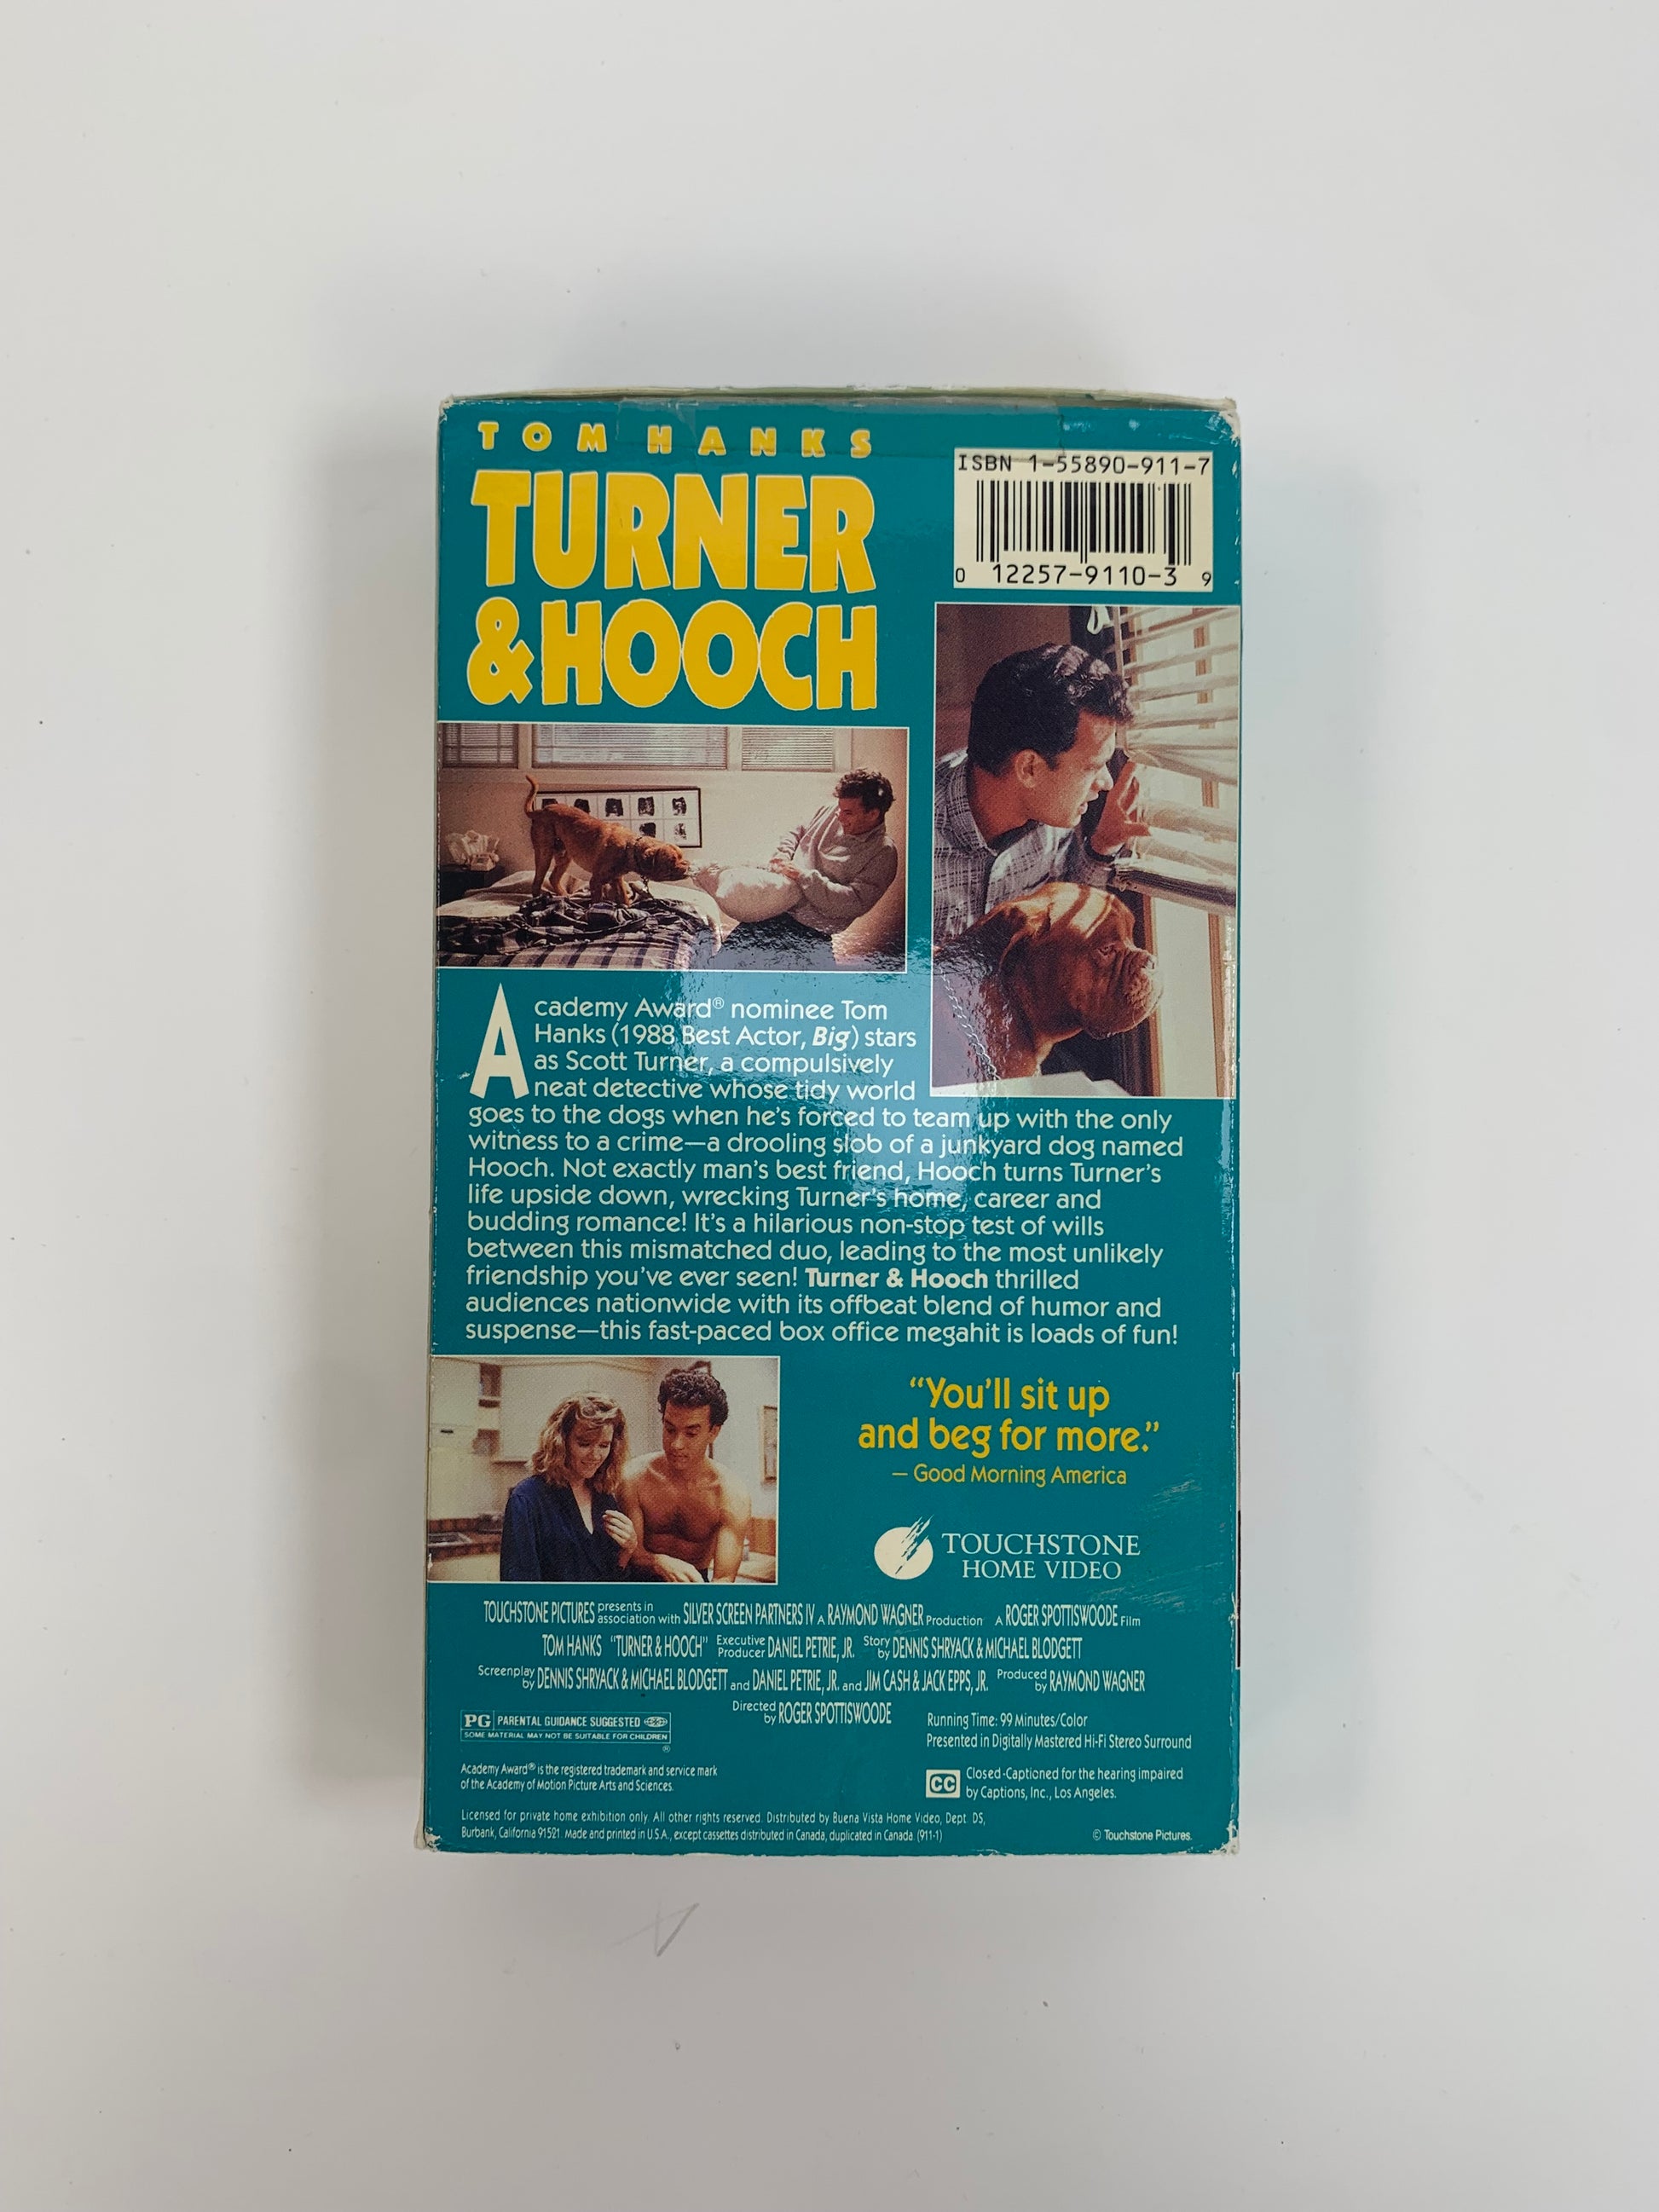 TOM HANKS
TURNER
& HOOCH
ISBN 1-55890-911-7
0 12257-9110-3 9
Academy Award® nominee Tom
Hanks (1988 Best Actor, Big) stars
as Scott Turner, a compulsively
neat detective whose tidy world
goes to the dogs when he's forced to team up with the only
witness to a crime—a drooling slob of a junkyard dog named
Hooch. Not exactly man's best friend, Hooch turns Turner's
life upside down, wrecking Turner's home, career and
budding romance! It's a hilarious non-stop test of wills
between this mismatched duo, leading to the most unlikely
friendship you've ever seen! Turner & Hooch thrilled
audiences nationwide with its offbeat blend of humor and
suspense—this fast-paced box office megahit is loads of fun!
“You'll sit up
and beg for more.”
— Good Morning America
TOUCHSTONE
HOME VIDEO
TOUCHSTONE PICTURES presents in association with SILVER SCREEN PARTNERS IV A RAYMOND WAGNER Production A ROGER SPOTTISWOODE Film
TOM HANKS "TURNER & HOOCH" Executive Producer DANIEL PETRIE, JR. Story by DENNIS SHRYACK & MICHAEL BLODGETT
Screenplay by DENNIS SHRYACK & MICHAEL BLODGETT and DANIEL PETRIE, JR. and JIM CASH & JACK EPPS, JR. Produced by RAYMOND WAGNER
Directed by ROGER SPOTTISWOODE
PG PARENTAL GUIDANCE SUGGESTED
SOME MATERIAL MAY NOT BE SUITABLE FOR CHILDREN
®
Running Time: 99 Minutes/Color
Presented in Digitally Mastered Hi-Fi Stereo Surround
Academy Award® is the registered trademark and service mark
of the Academy of Motion Picture Arts and Sciences.
CC Closed-Captioned for the hearing impaired
by Captions, Inc., Los Angeles.
Licensed for private home exhibition only. All other rights reserved. Distributed by Buena Vista Home Video, Dept. DS,
Burbank, California 91521. Made and printed in U.S.A., except cassettes distributed in Canada, duplicated in Canada. (911-1)
© Touchstone Pictures.